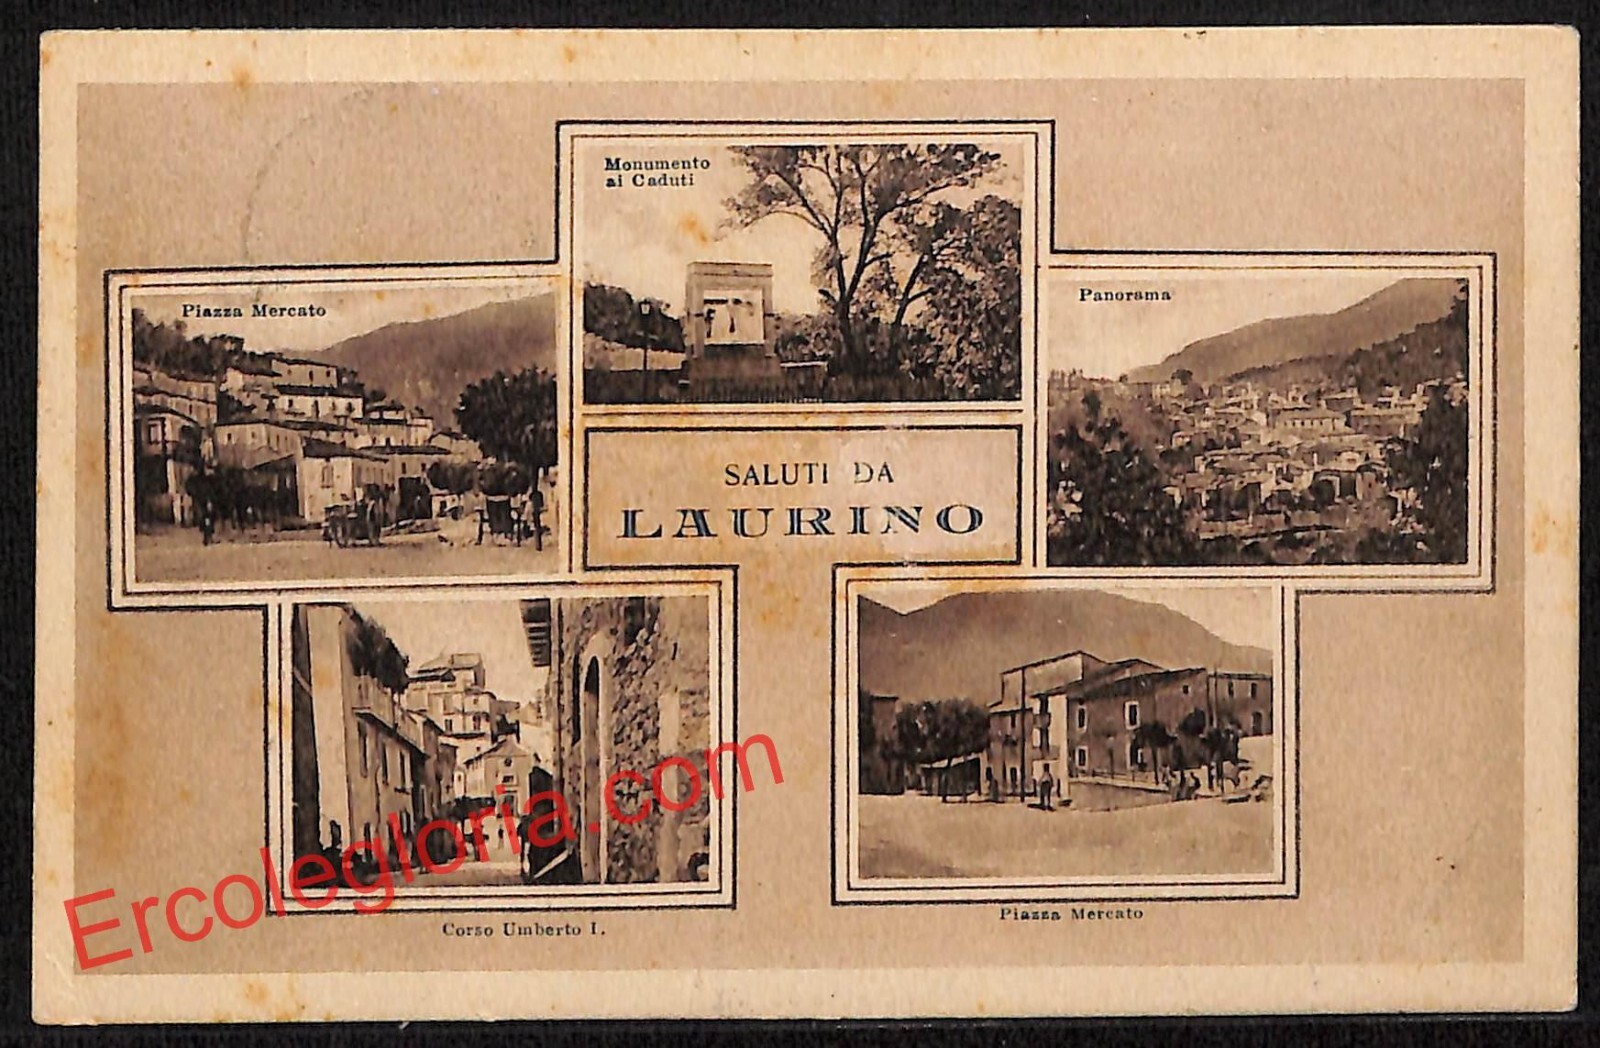 Monumento
ai Caduti
Piazza Mercato
Panorama
SALUTI DA
LAURINO
Corso Umberto I.
Piazza Mercato
Ercolegloria.com